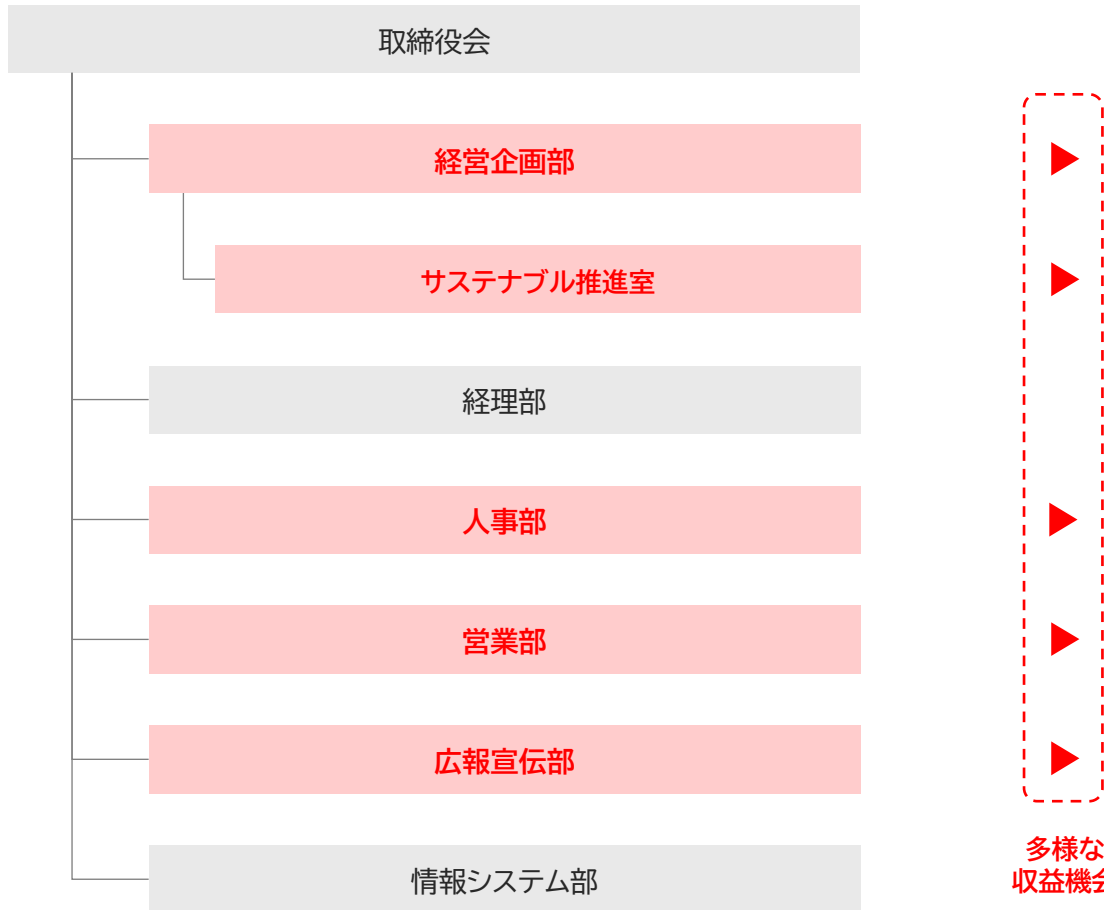 取締役会
経営企画部
サステナブル推進室
経理部
人事部
営業部
広報宣伝部
情報システム部
多様な
収益機会